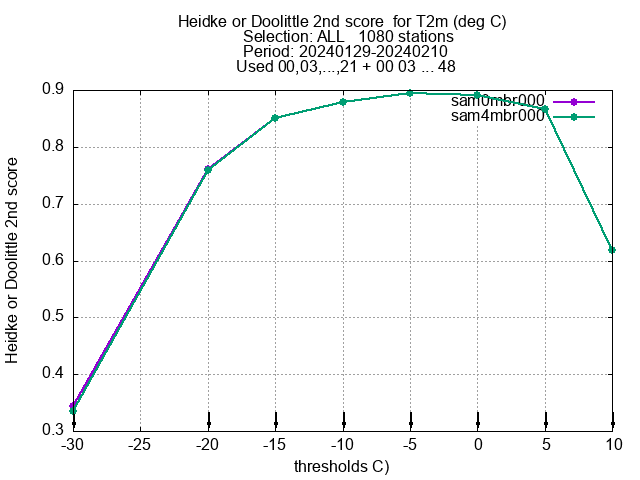 Heidke or Doolittle 2nd score  for T2m (deg C)
Selection: ALL   1080 stations
Period: 20240129-20240210
Used 00,03,...,21 + 00 03 ... 48
sam0mbr000
sam4mbr000
Heidke or Doolittle 2nd score
0.9
0.8
0.7
0.6
0.5
0.4
0.3
-30 -25 -20 -15 -10 -5 0 5 10
thresholds C)